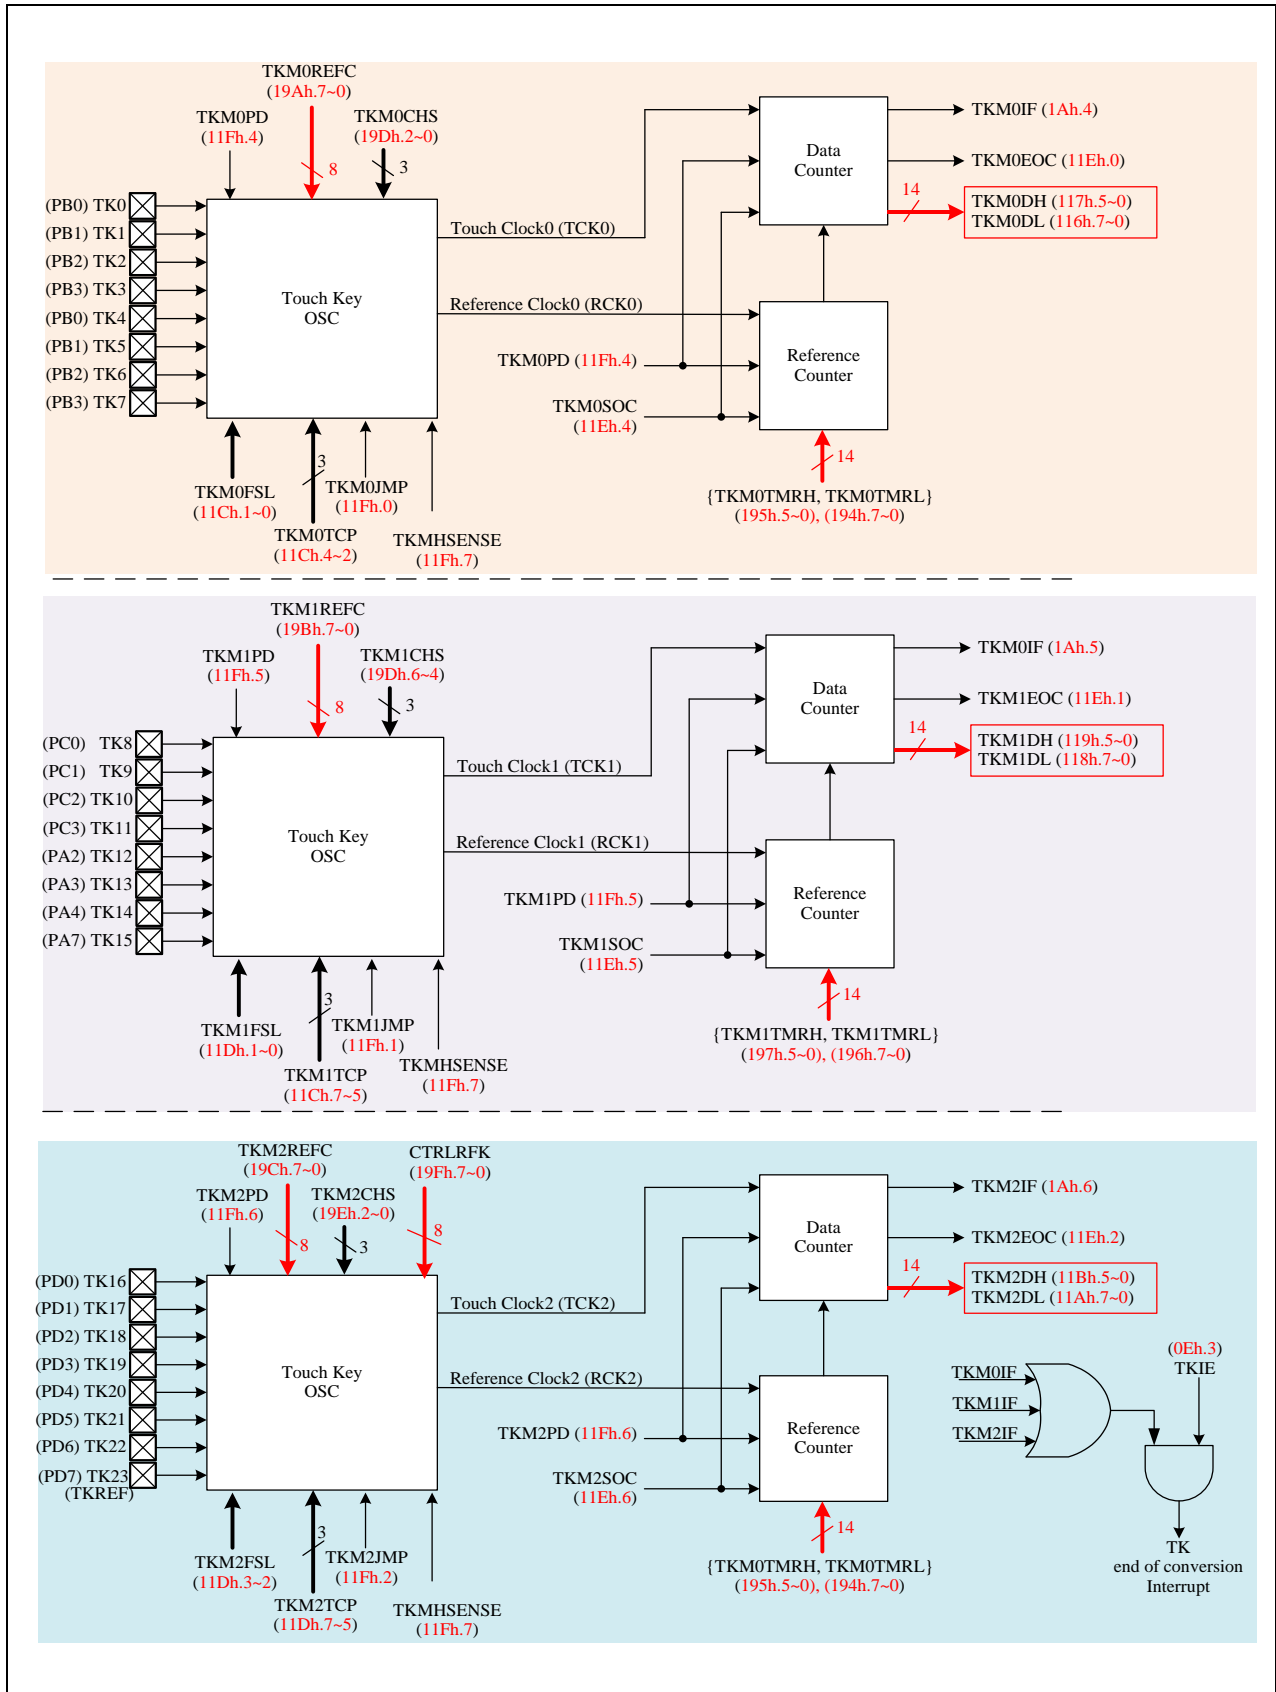 TKM0REFC
(19Ah.7~0)
TKM0PD
(11Fh.4)
TKM0CHS
(19Dh.2~0)
8
3
(PB0) TK0
(PB1) TK1
(PB2) TK2
(PB3) TK3
(PB0) TK4
(PB1) TK5
(PB2) TK6
(PB3) TK7
Touch Key
OSC
Touch Clock0 (TCK0)
Reference Clock0 (RCK0)
TKM0PD (11Fh.4)
TKM0SOC
(11Eh.4)
Data
Counter
Reference
Counter
TKM0IF (1Ah.4)
TKM0EOC (11Eh.0)
14
TKM0DH (117h.5~0)
TKM0DL (116h.7~0)
14
{TKM0TMRH, TKM0TMRL}
(195h.5~0), (194h.7~0)
3
TKM0FSL
(11Ch.1~0)
TKM0TCP
(11Ch.4~2)
TKM0JMP
(11Fh.0)
TKMHSENSE
(11Fh.7)
TKM1REFC
(19Bh.7~0)
TKM1PD
(11Fh.5)
TKM1CHS
(19Dh.6~4)
8
3
(PC0) TK8
(PC1) TK9
(PC2) TK10
(PC3) TK11
(PA2) TK12
(PA3) TK13
(PA4) TK14
(PA7) TK15
Touch Key
OSC
Touch Clock1 (TCK1)
Reference Clock1 (RCK1)
TKM1PD (11Fh.5)
TKM1SOC
(11Eh.5)
Data
Counter
Reference
Counter
TKM0IF (1Ah.5)
TKM1EOC (11Eh.1)
14
TKM1DH (119h.5~0)
TKM1DL (118h.7~0)
14
{TKM1TMRH, TKM1TMRL}
(197h.5~0), (196h.7~0)
3
TKM1FSL
(11Dh.1~0)
TKM1TCP
(11Ch.7~5)
TKM1JMP
(11Fh.1)
TKMHSENSE
(11Fh.7)
TKM2REFC
(19Ch.7~0)
CTRLRFK
(19Fh.7~0)
TKM2PD
(11Fh.6)
TKM2CHS
(19Eh.2~0)
8
3
8
(PD0) TK16
(PD1) TK17
(PD2) TK18
(PD3) TK19
(PD4) TK20
(PD5) TK21
(PD6) TK22
(PD7) TK23
(TKREF)
Touch Key
OSC
Touch Clock2 (TCK2)
Reference Clock2 (RCK2)
TKM2PD (11Fh.6)
TKM2SOC
(11Eh.6)
Data
Counter
Reference
Counter
TKM2IF (1Ah.6)
TKM2EOC (11Eh.2)
14
TKM2DH (11Bh.5~0)
TKM2DL (11Ah.7~0)
14
{TKM0TMRH, TKM0TMRL}
(195h.5~0), (194h.7~0)
3
TKM2FSL
(11Dh.3~2)
TKM2TCP
(11Dh.7~5)
TKM2JMP
(11Fh.2)
TKMHSENSE
(11Fh.7)
(0Eh.3)
TKIE
TKM0IF
TKM1IF
TKM2IF
TK
end of conversion
Interrupt